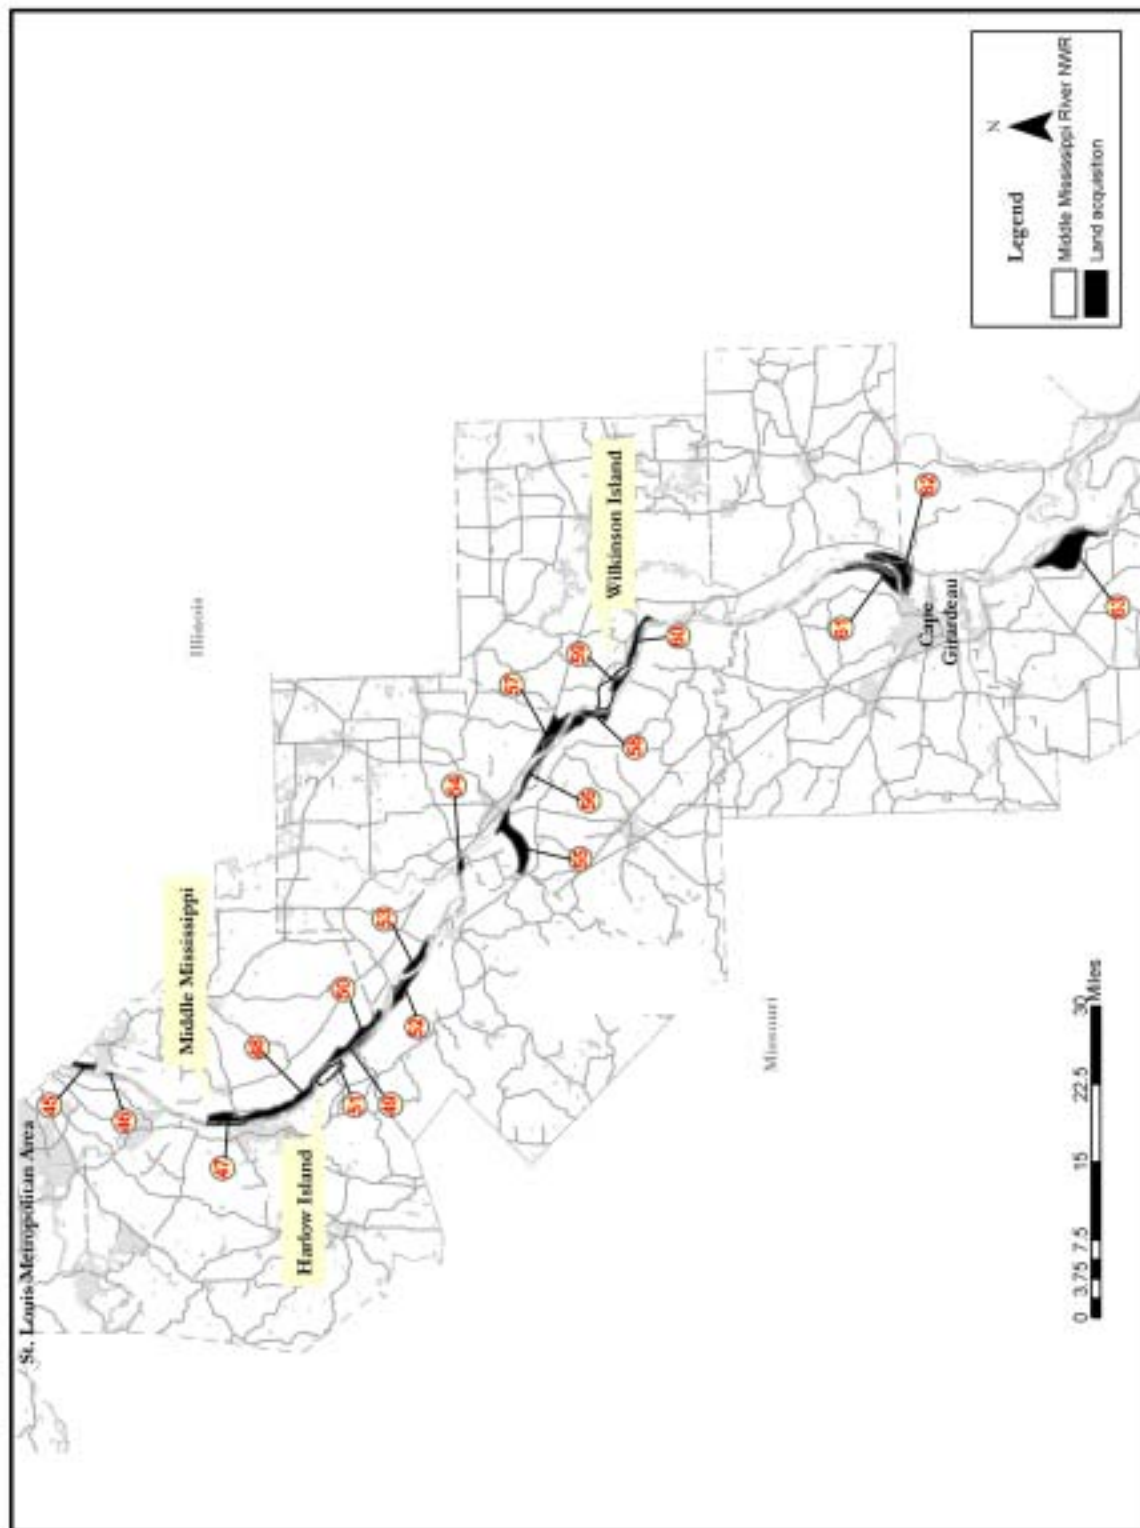 St. Louis Metropolitan Area
45
46
Middle Mississippi
Illinois
47
48
Harlow Island
50
51
49
53
52
54
57
59
Wilkinson Island
55
56
58
60
Missouri
61
62
Cape
Girardeau
63
Legend
N
Middle Mississippi River NWR
Land acquisition
0 3.75 7.5 15 22.5 30
Miles